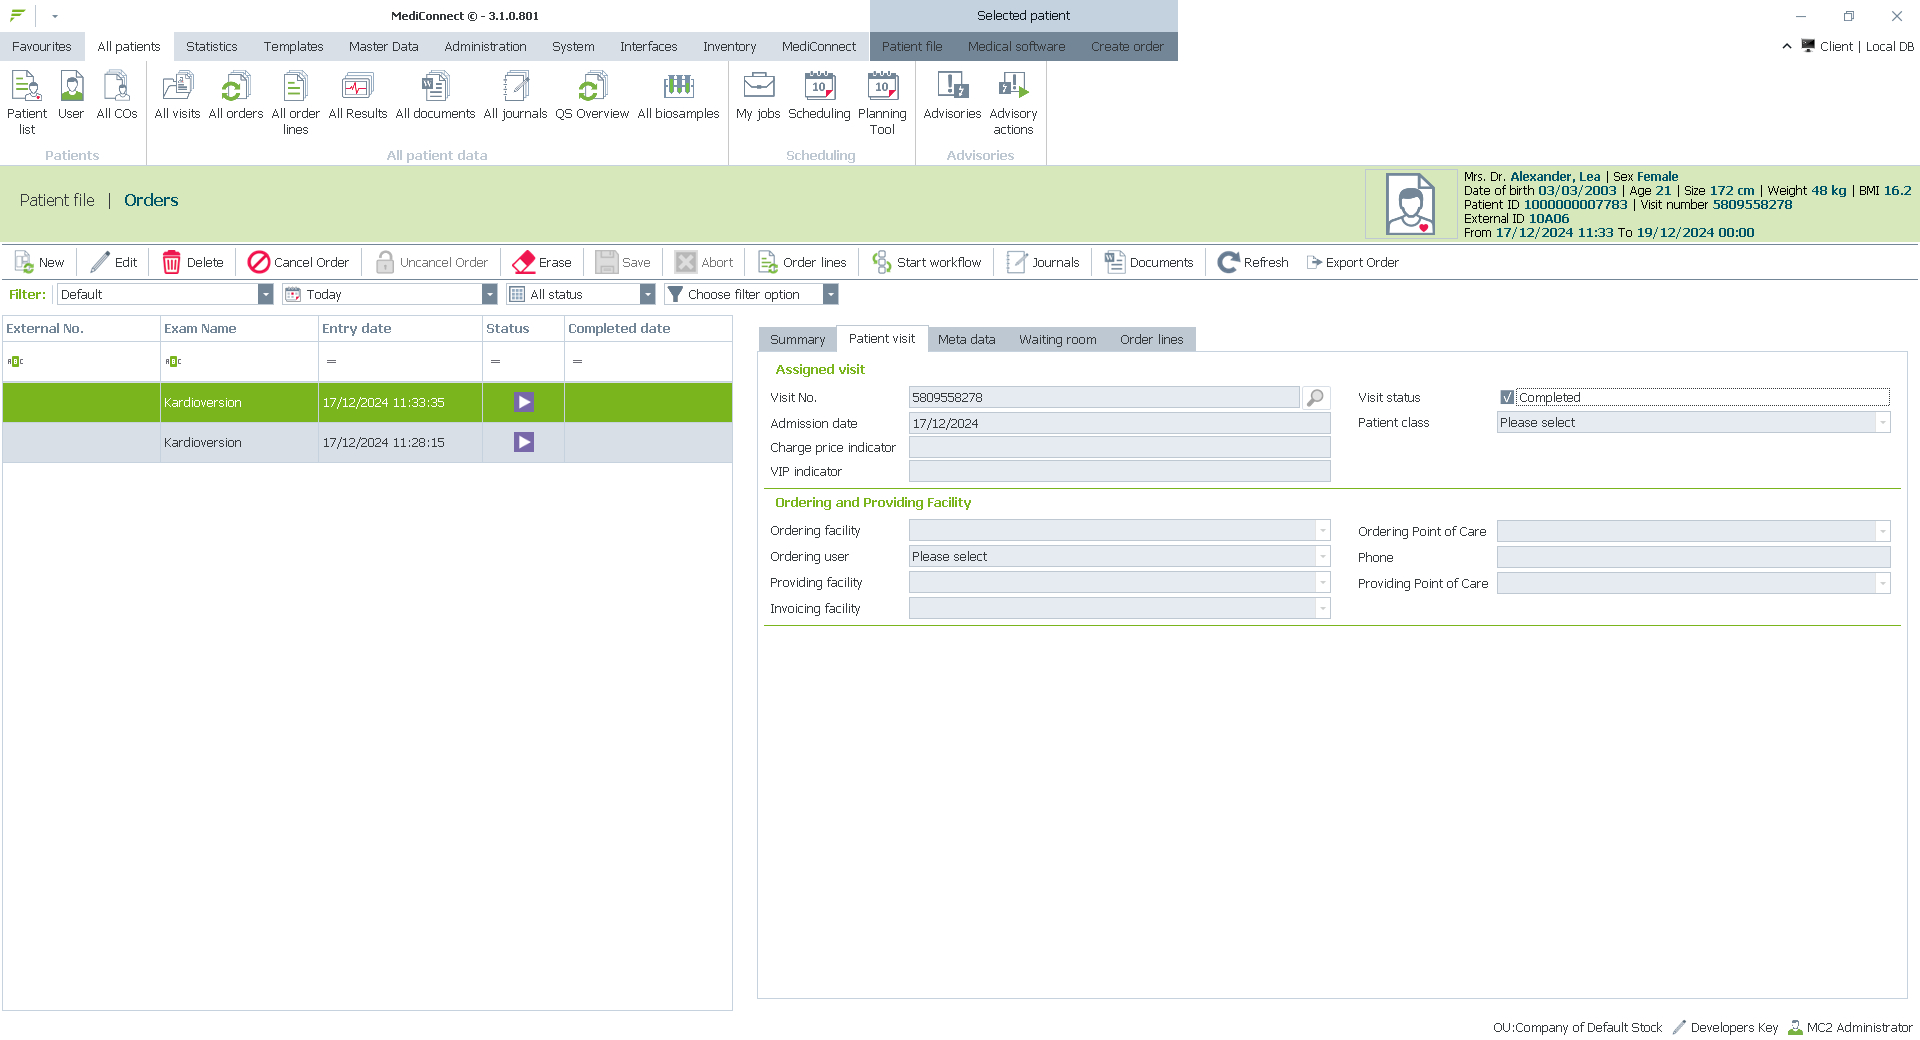 MediConnect © - 3.1.0.801
Selected patient
Favourites All patients Statistics Templates Master Data Administration System Interfaces Inventory MediConnect Patient file Medical software Create order
Client | Local DB
Patient list User All COs All visits All orders All order lines All Results All documents All journals QS Overview All biosamples My jobs Scheduling Planning Tool Advisories Advisory actions
Patients All patient data Scheduling Advisories
Patient file | Orders
Mrs. Dr. Alexander, Lea | Sex Female
Date of birth 03/03/2003 | Age 21 | Size 172 cm | Weight 48 kg | BMI 16.2
Patient ID 1000000007783 | Visit number 5809558278
External ID 10A06
From 17/12/2024 11:33 To 19/12/2024 00:00
New Edit Delete Cancel Order Uncancel Order Erase Save Abort Order lines Start workflow Journals Documents Refresh Export Order
Filter: Default Today All status Choose filter option
External No. Exam Name Entry date Status Completed date
ABC ABC = = =
Kardioversion 17/12/2024 11:33:35
Kardioversion 17/12/2024 11:28:15
Summary Patient visit Meta data Waiting room Order lines
Assigned visit
Visit No. 5809558278 Visit status Completed
Admission date 17/12/2024 Patient class Please select
Charge price indicator
VIP indicator
Ordering and Providing Facility
Ordering facility Ordering Point of Care
Ordering user Please select Phone
Providing facility Providing Point of Care
Invoicing facility
OU:Company of Default Stock Developers Key MC2 Administrator